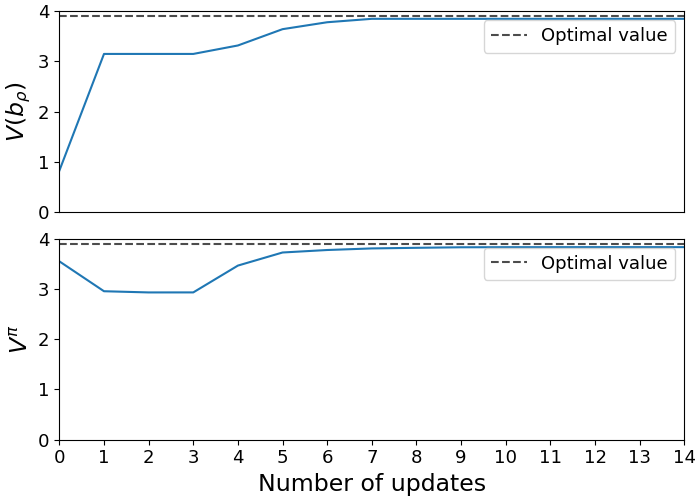 4
3
2
1
0
V(b_ρ)
Optimal value
4
3
2
1
0
V^π
Optimal value
0 1 2 3 4 5 6 7 8 9 10 11 12 13 14
Number of updates